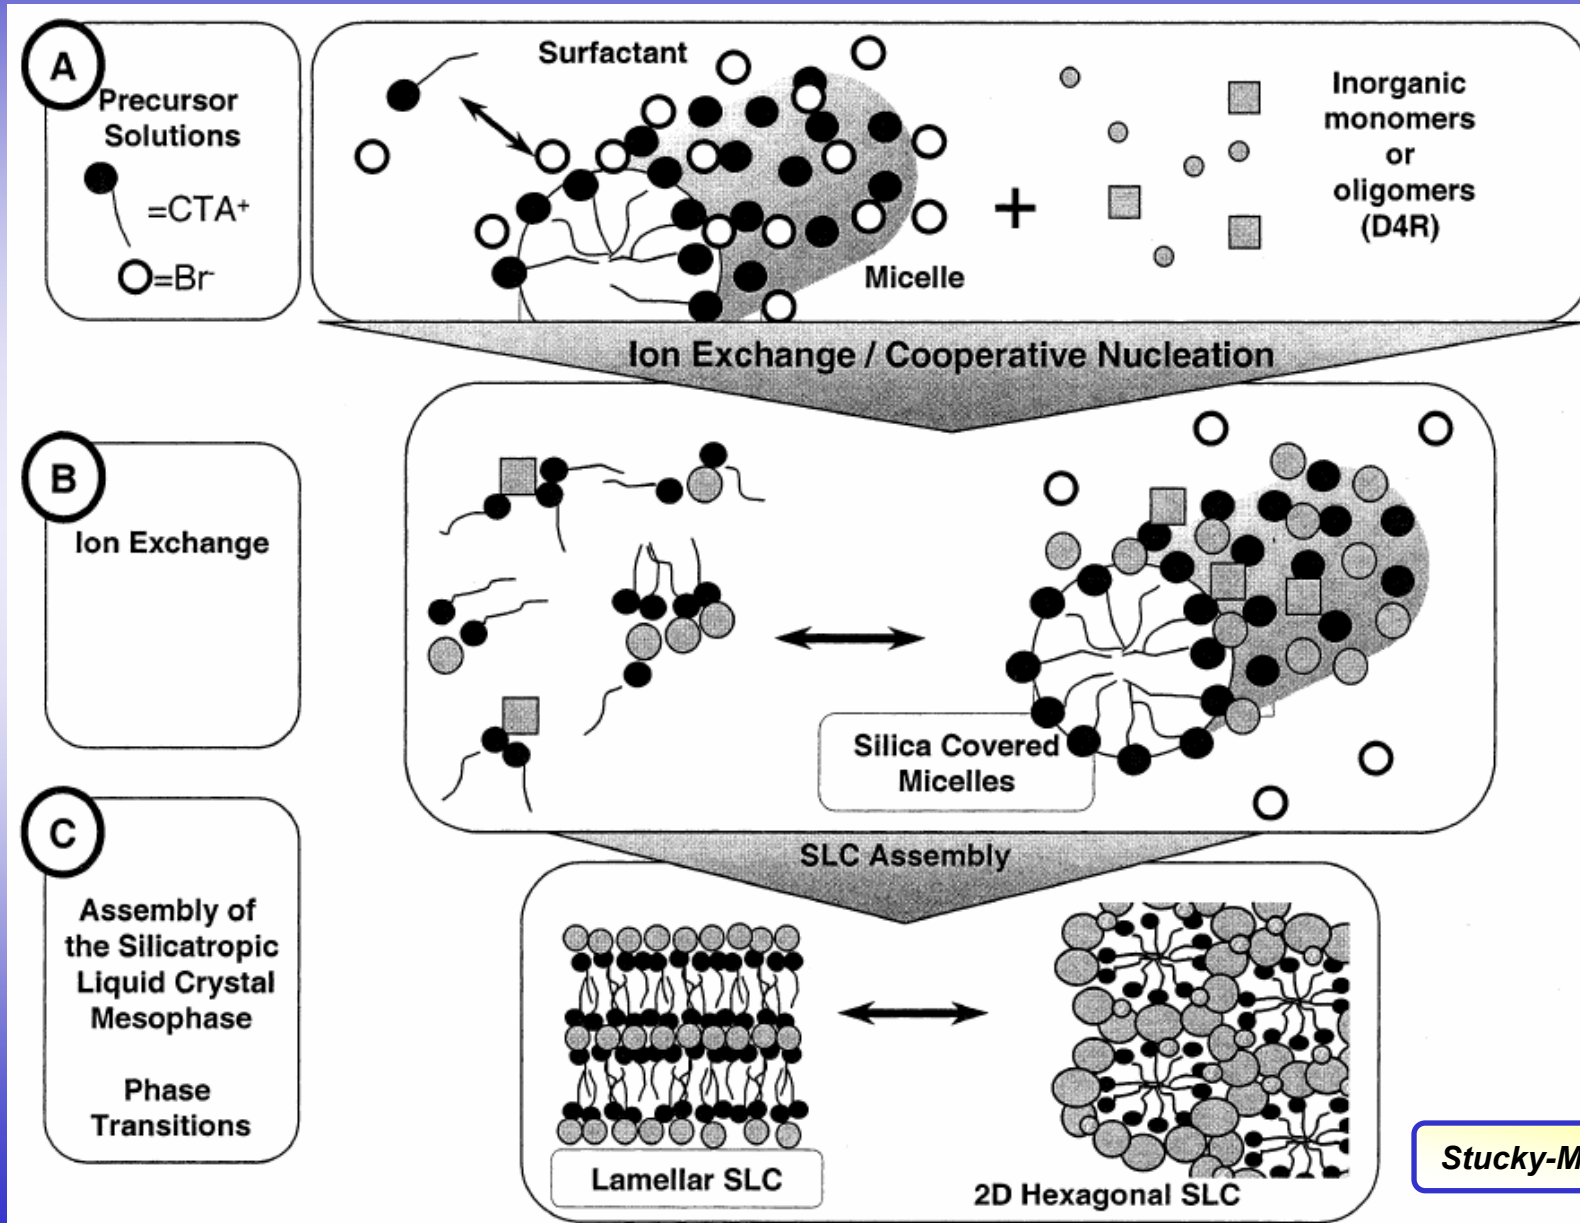 A
Precursor
Solutions
=CTA+
=Br-
Surfactant
Micelle
+
Inorganic
monomers
or
oligomers
(D4R)
Ion Exchange / Cooperative Nucleation
B
Ion Exchange
Silica Covered
Micelles
SLC Assembly
C
Assembly of
the Silicatropic
Liquid Crystal
Mesophase
Phase
Transitions
Lamellar SLC
2D Hexagonal SLC
Stucky-M